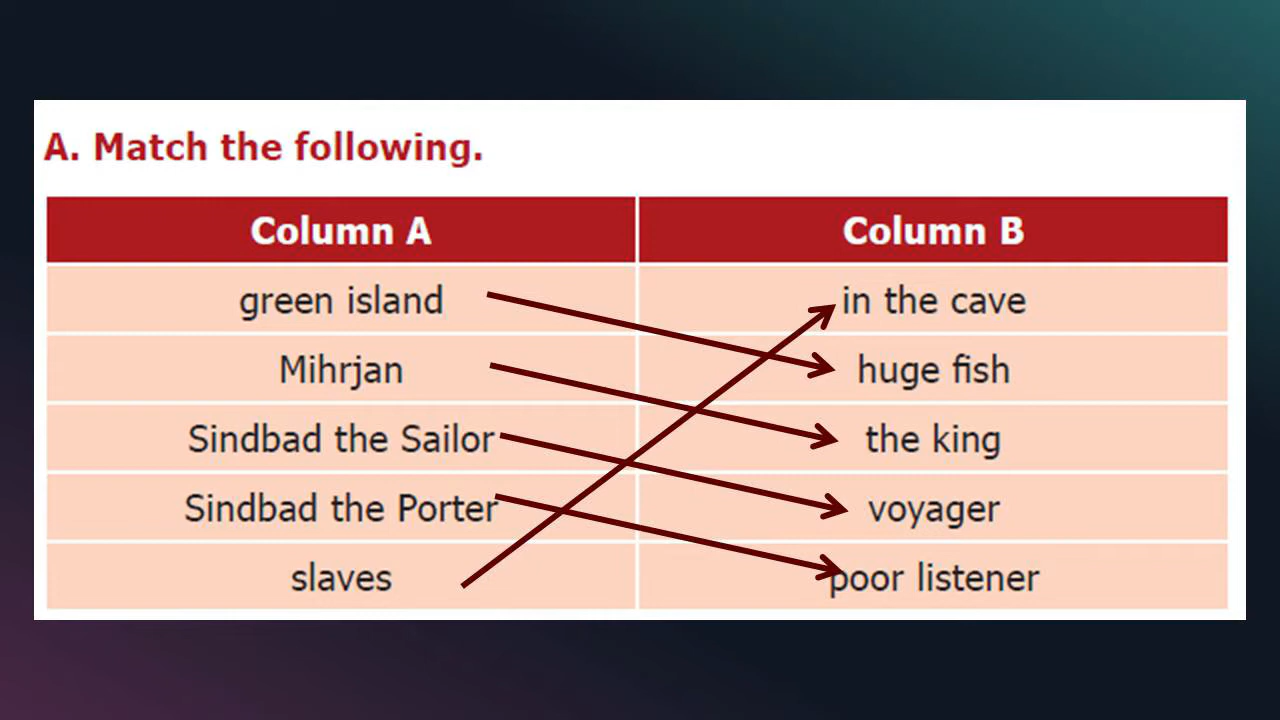 A. Match the following.
Column A Column B
green island in the cave
Mihrjan huge fish
Sindbad the Sailor the king
Sindbad the Porter voyager
slaves poor listener